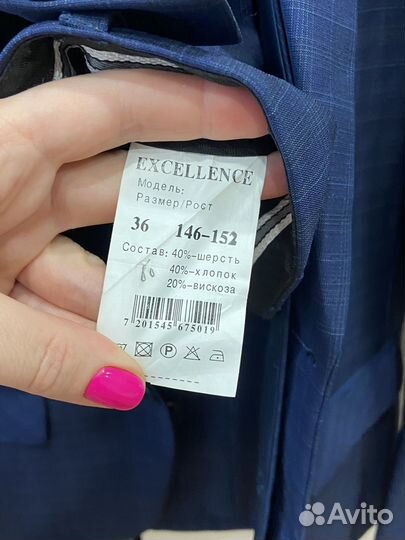 EXCELLENCE
Модель:
Размер/Рост
36 146-152
Состав: 40%-шерсть
40%-хлопок
20%-вискоза
7 201545 675019
Avito